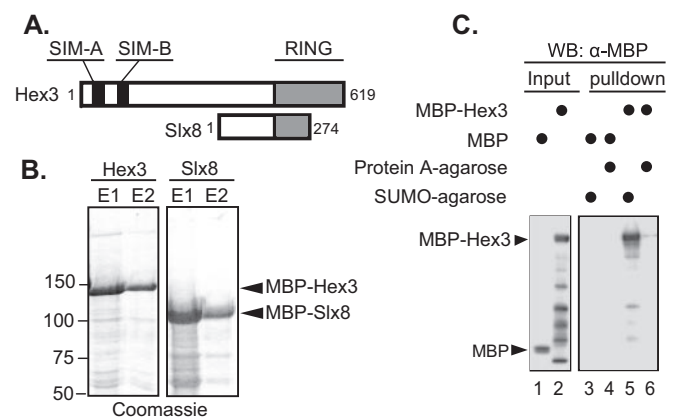 A.
SIM-A SIM-B RING
Hex3 1 619
Slx8 1 274
B.
Hex3 Slx8
E1 E2 E1 E2
150
100
75
50
MBP-Hex3
MBP-Slx8
Coomassie
C.
WB: α-MBP
Input pulldown
MBP-Hex3
MBP
Protein A-agarose
SUMO-agarose
MBP-Hex3
MBP
1 2 3 4 5 6